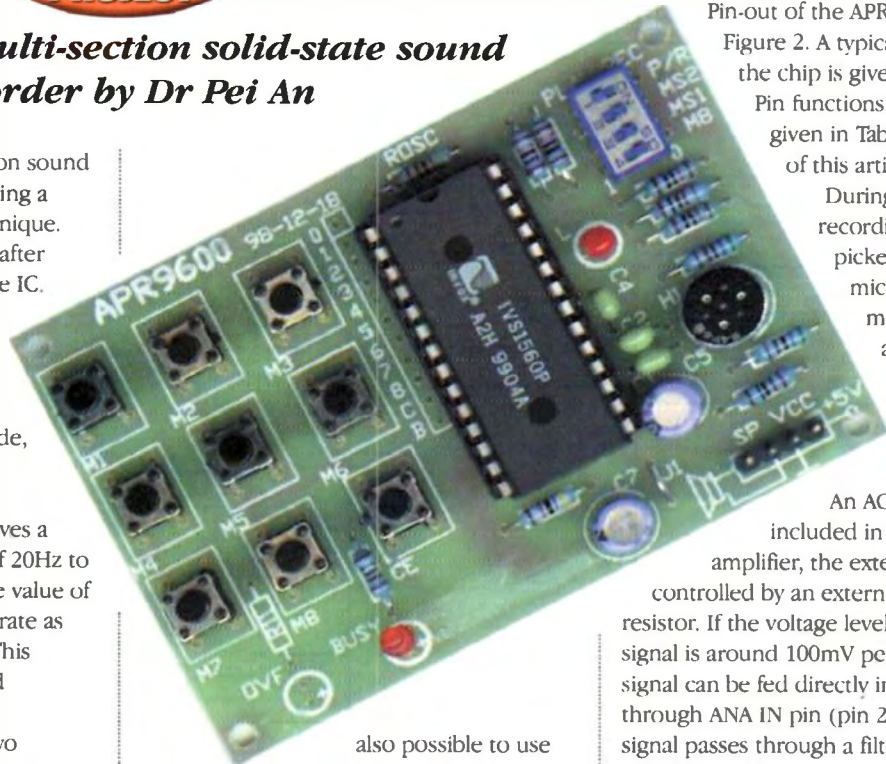 ulti-section solid-state sound
order by Dr Pei An
on sound
ing a
nique.
after
e IC.
de,
ves a
f 20Hz to
e value of
rate as
This
d
wo
also possible to use
Pin-out of the APR
Figure 2. A typica
the chip is give
Pin functions
given in Tab
of this arti
During
recordi
picke
mic
m
a
An AC
included in
amplifier, the exte
controlled by an extern
resistor. If the voltage level
signal is around 100mV pe
signal can be fed directly in
through ANA IN pin (pin 2
signal passes through a filt
APR9600 98-12-18
ROSC
IVS1560P
A2H 9904A
P/R
MS2
MS1
M8
C4
C5
SP VCC +5V
C7
J1
M1
M2
M3
M4
M5
M6
M7
M8
CE
BUSY
OVF